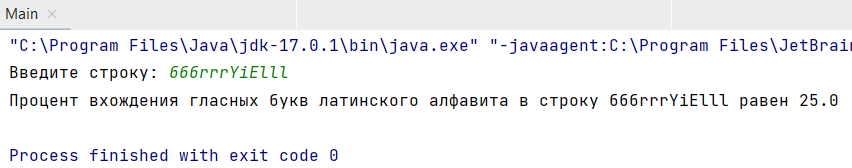 Main
"C:\Program Files\Java\jdk-17.0.1\bin\java.exe" "-javaagent:C:\Program Files\JetBrai
Введите строку: 666rrrYiElll
Процент вхождения гласных букв латинского алфавита в строку 666rrrYiElll равен 25.0
Process finished with exit code 0